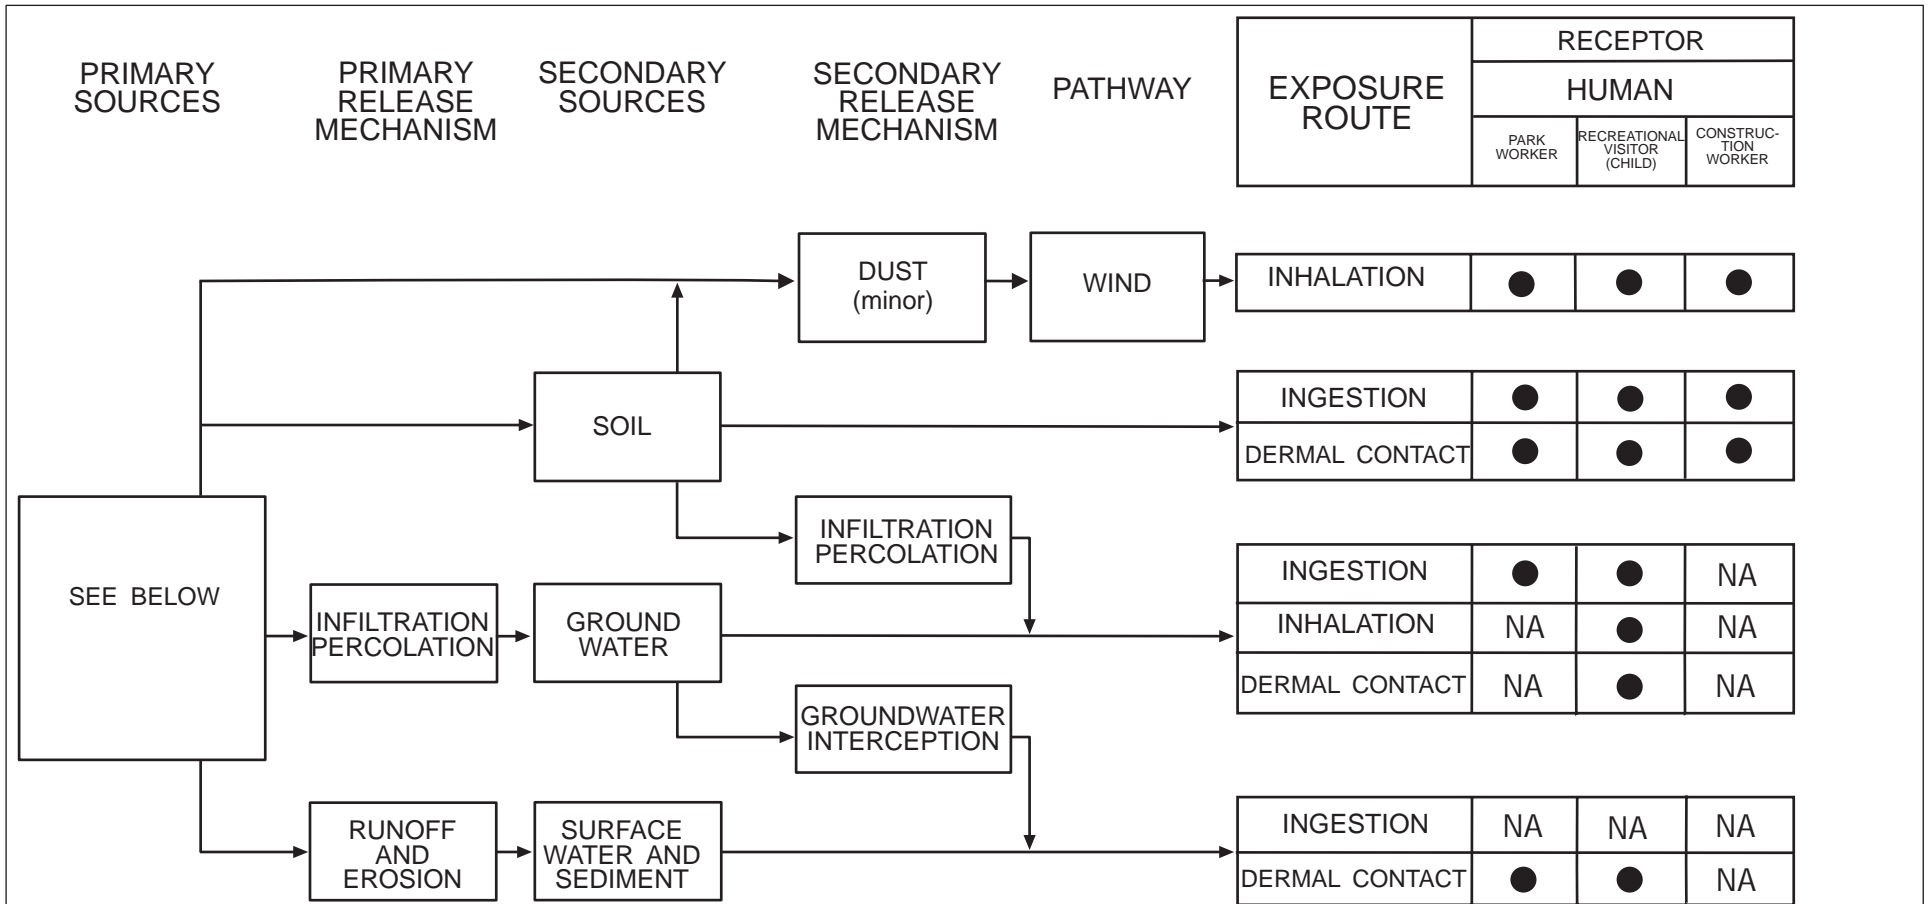 PRIMARY
SOURCES
PRIMARY
RELEASE
MECHANISM
SECONDARY
SOURCES
SECONDARY
RELEASE
MECHANISM
PATHWAY
EXPOSURE
ROUTE
RECEPTOR
HUMAN
PARK
WORKER
RECREATIONAL
VISITOR
(CHILD)
CONSTRUC-
TION
WORKER
DUST
(minor)
WIND
INHALATION
SOIL
INGESTION
DERMAL CONTACT
SEE BELOW
INFILTRATION
PERCOLATION
INFILTRATION
PERCOLATION
GROUND
WATER
INGESTION NA
INHALATION NA NA
DERMAL CONTACT NA NA
GROUNDWATER
INTERCEPTION
RUNOFF
AND
EROSION
SURFACE
WATER AND
SEDIMENT
INGESTION NA NA NA
DERMAL CONTACT NA